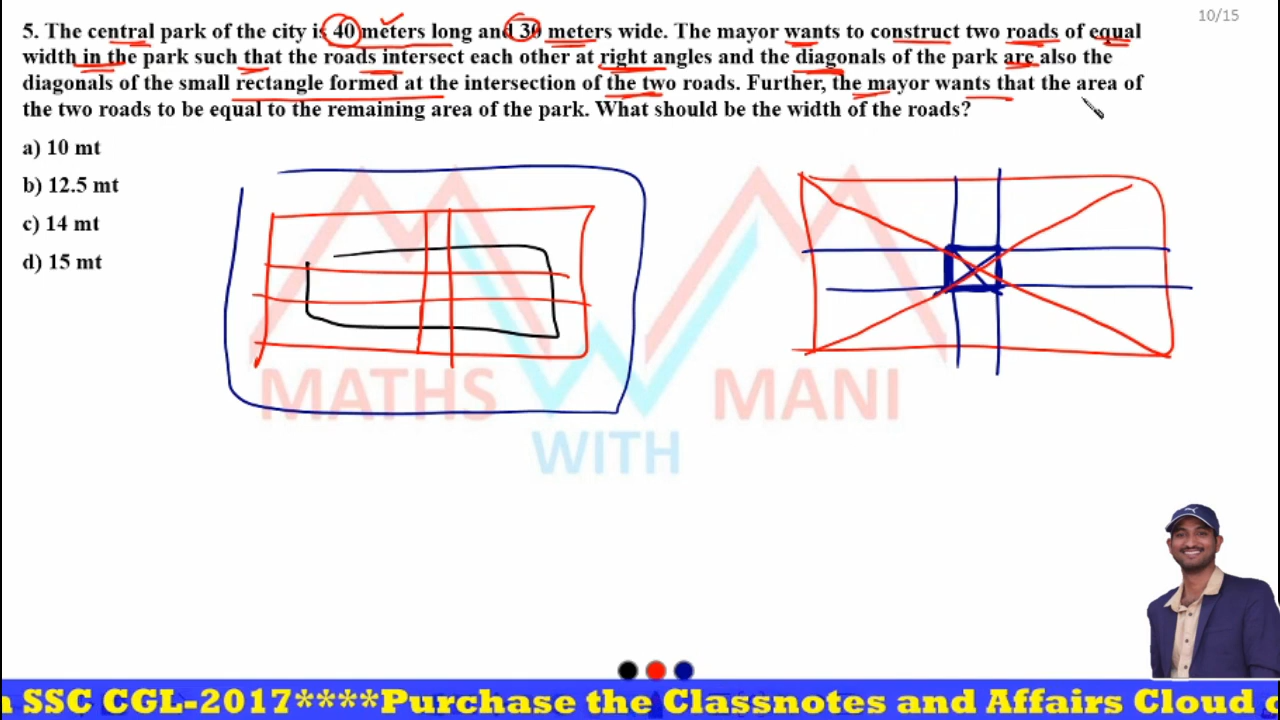 10/15
5. The central park of the city is 40 meters long and 30 meters wide. The mayor wants to construct two roads of equal
width in the park such that the roads intersect each other at right angles and the diagonals of the park are also the
diagonals of the small rectangle formed at the intersection of the two roads. Further, the mayor wants that the area of
the two roads to be equal to the remaining area of the park. What should be the width of the roads?
a) 10 mt
b) 12.5 mt
c) 14 mt
d) 15 mt
MATHS
WITH
MANI
SSC CGL-2017****Purchase the Classnotes and Affairs Cloud